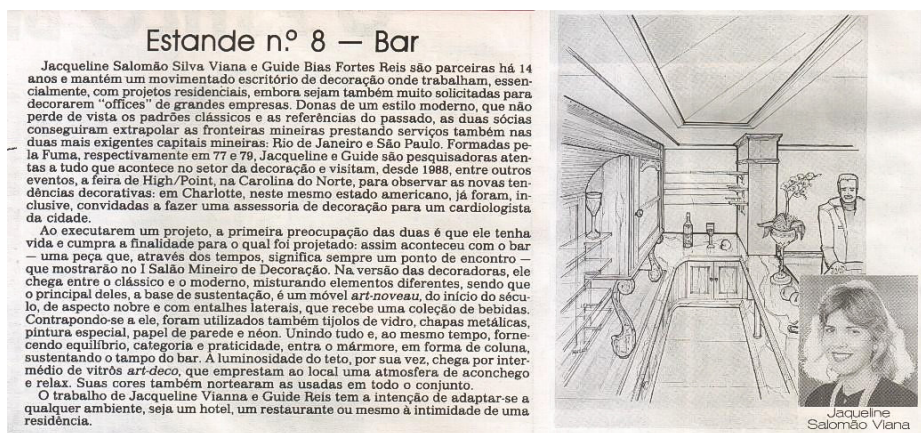 Estande n.º 8 — Bar
Jacqueline Salomão Silva Viana e Guide Bias Fortes Reis são parceiras há 14
anos e mantém um movimentado escritório de decoração onde trabalham, essen-
cialmente, com projetos residenciais, embora sejam também muito solicitadas para
decorarem "offices" de grandes empresas. Donas de um estilo moderno, que não
perde de vista os padrões clássicos e as referências do passado, as duas sócias
conseguiram extrapolar as fronteiras mineiras prestando serviços também nas
duas mais exigentes capitais mineiras: Rio de Janeiro e São Paulo. Formadas pe-
la Fuma, respectivamente em 77 e 79, Jacqueline e Guide são pesquisadoras aten-
tas a tudo que acontece no setor da decoração e visitam, desde 1988, entre outros
eventos, a feira de High/Point, na Carolina do Norte, para observar as novas ten-
dências decorativas: em Charlotte, neste mesmo estado americano, já foram, in-
clusive, convidadas a fazer uma assessoria de decoração para um cardiologista
da cidade.
Ao executarem um projeto, a primeira preocupação das duas é que ele tenha
vida e cumpra a finalidade para o qual foi projetado: assim aconteceu com o bar
— uma peça que, através dos tempos, significa sempre um ponto de encontro —
que mostrarão no I Salão Mineiro de Decoração. Na versão das decoradoras, ele
chega entre o clássico e o moderno, misturando elementos diferentes, sendo que
o principal deles, a base de sustentação, é um móvel art-noveau, do início do sécu-
lo, de aspecto nobre e com entalhes laterais, que recebe uma coleção de bebidas.
Contrapondo-se a ele, foram utilizados também tijolos de vidro, chapas metálicas,
pintura especial, papel de parede e néon. Unindo tudo e, ao mesmo tempo, forne-
cendo equilíbrio, categoria e praticidade, entra o mármore, em forma de coluna,
sustentando o tampo do bar. A luminosidade do teto, por sua vez, chega por inter-
médio de vitrôs art-deco, que emprestam ao local uma atmosfera de aconchego
e relax. Suas cores também nortearam as usadas em todo o conjunto.
O trabalho de Jacqueline Vianna e Guide Reis tem a intenção de adaptar-se a
qualquer ambiente, seja um hotel, um restaurante ou mesmo à intimidade de uma
residência.
Jaqueline
Salomão Viana